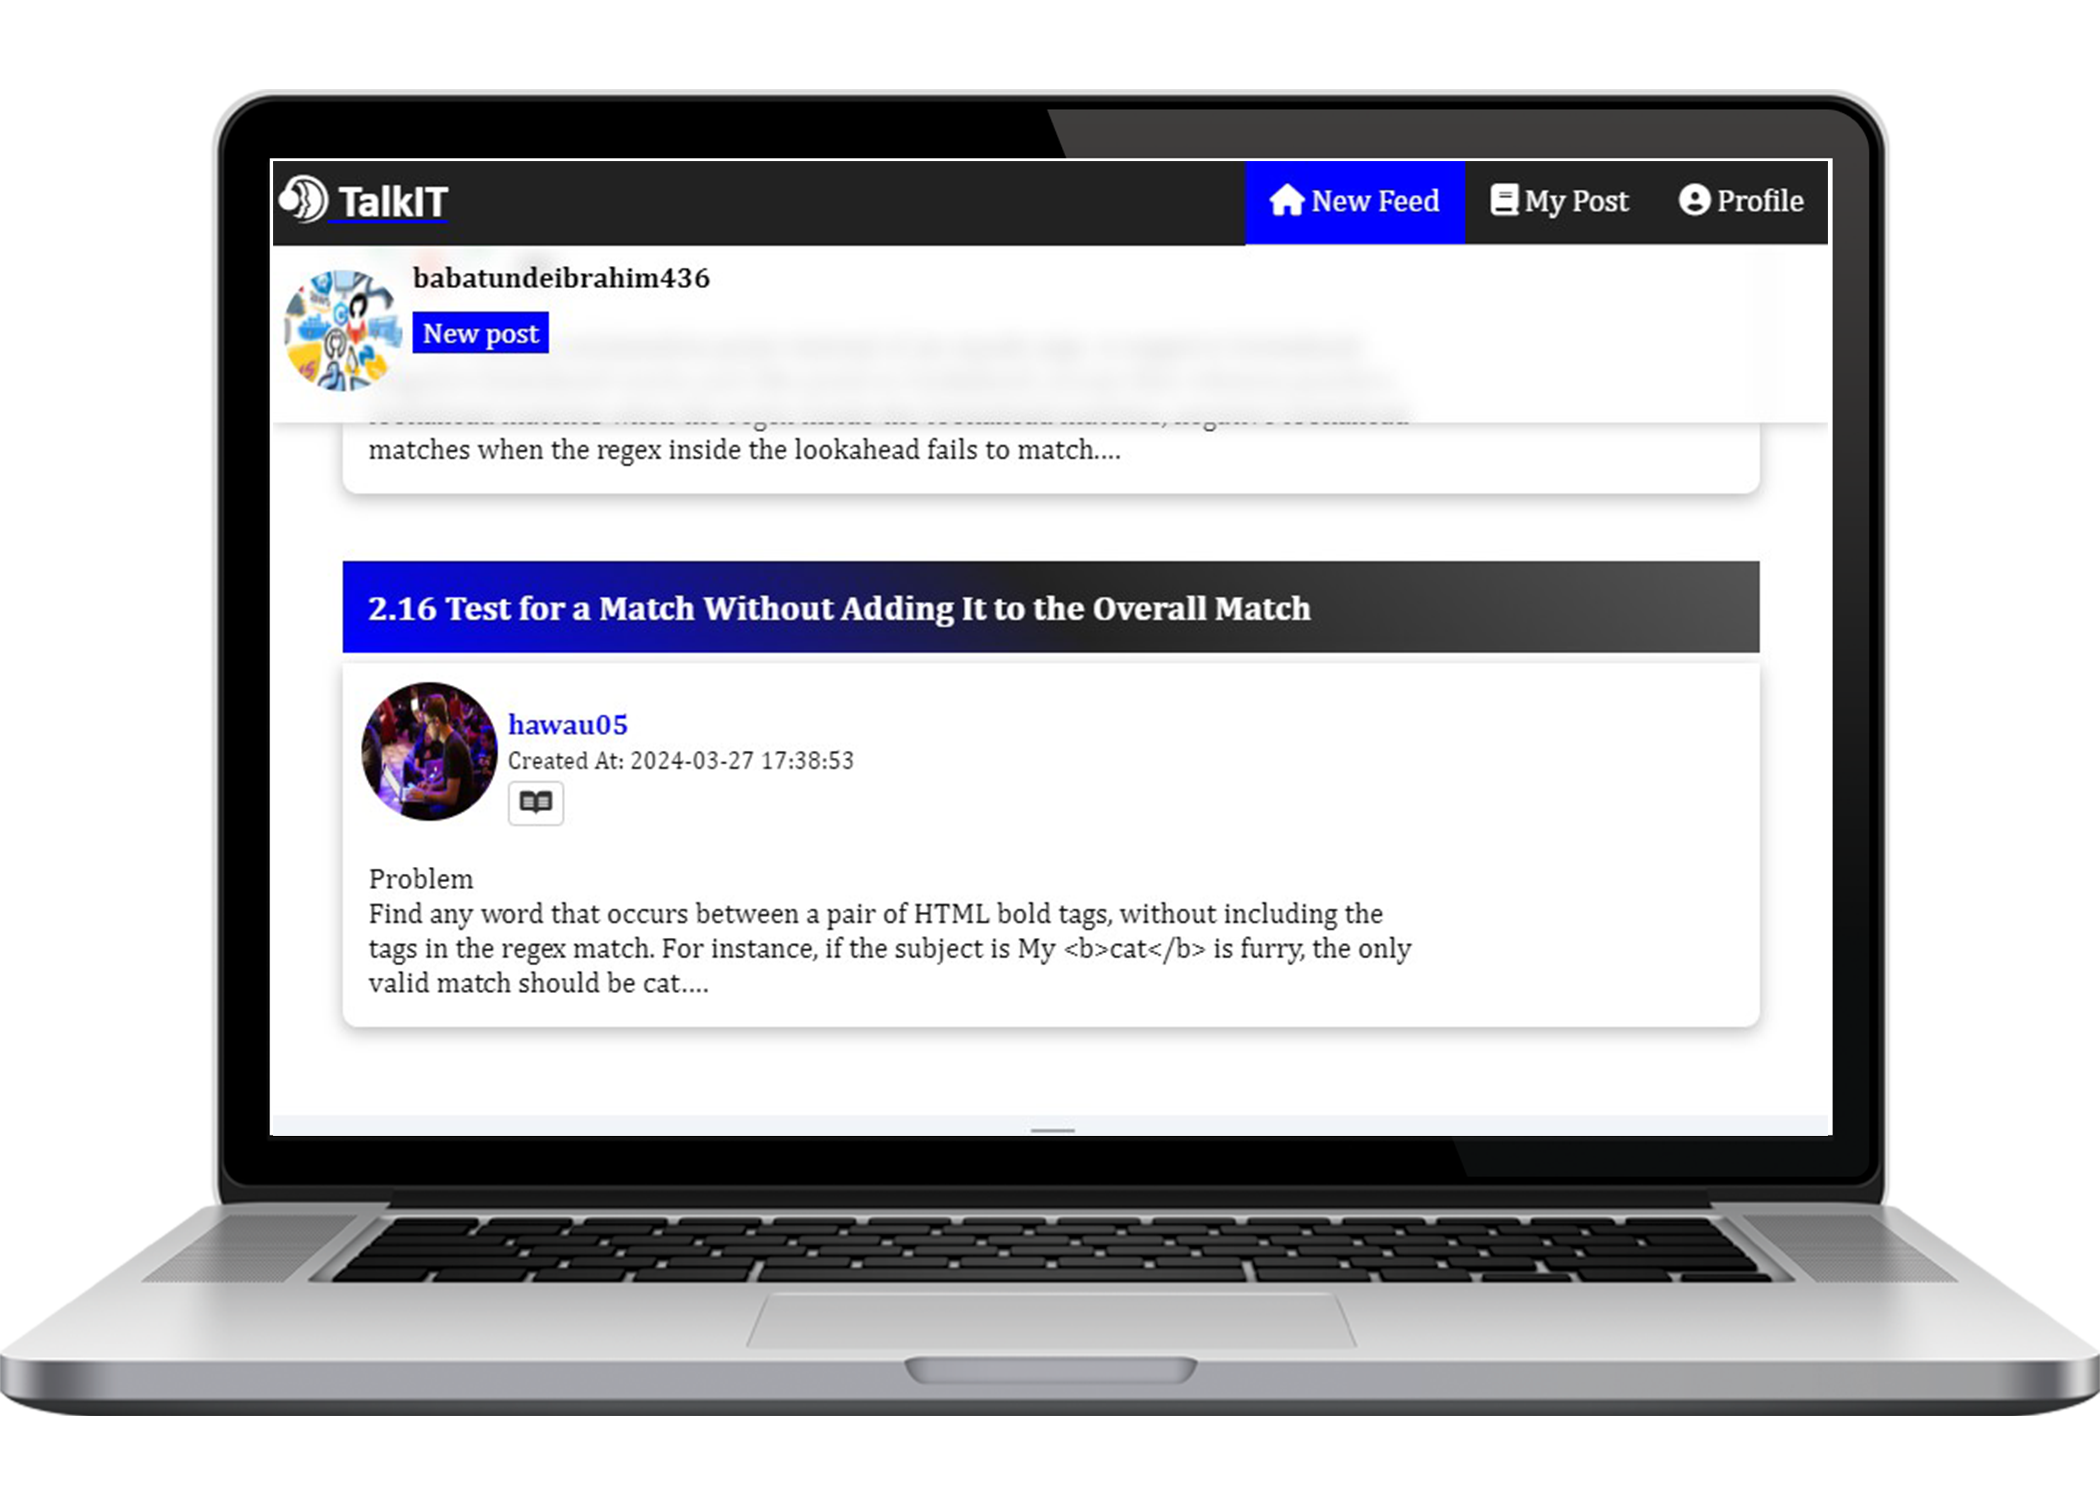 TalkIT
New Feed
My Post
Profile
babatundeibrahim436
New post
matches when the regex inside the lookahead fails to match....
2.16 Test for a Match Without Adding It to the Overall Match
hawau05
Created At: 2024-03-27 17:38:53
Problem
Find any word that occurs between a pair of HTML bold tags, without including the
tags in the regex match. For instance, if the subject is My <b>cat</b> is furry, the only
valid match should be cat....